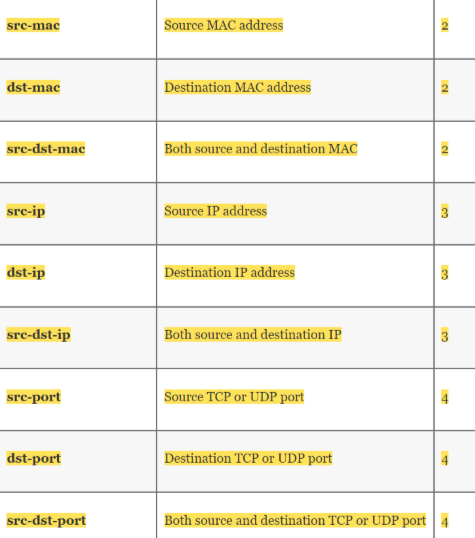 src-mac Source MAC address 2
dst-mac Destination MAC address 2
src-dst-mac Both source and destination MAC 2
src-ip Source IP address 3
dst-ip Destination IP address 3
src-dst-ip Both source and destination IP 3
src-port Source TCP or UDP port 4
dst-port Destination TCP or UDP port 4
src-dst-port Both source and destination TCP or UDP port 4